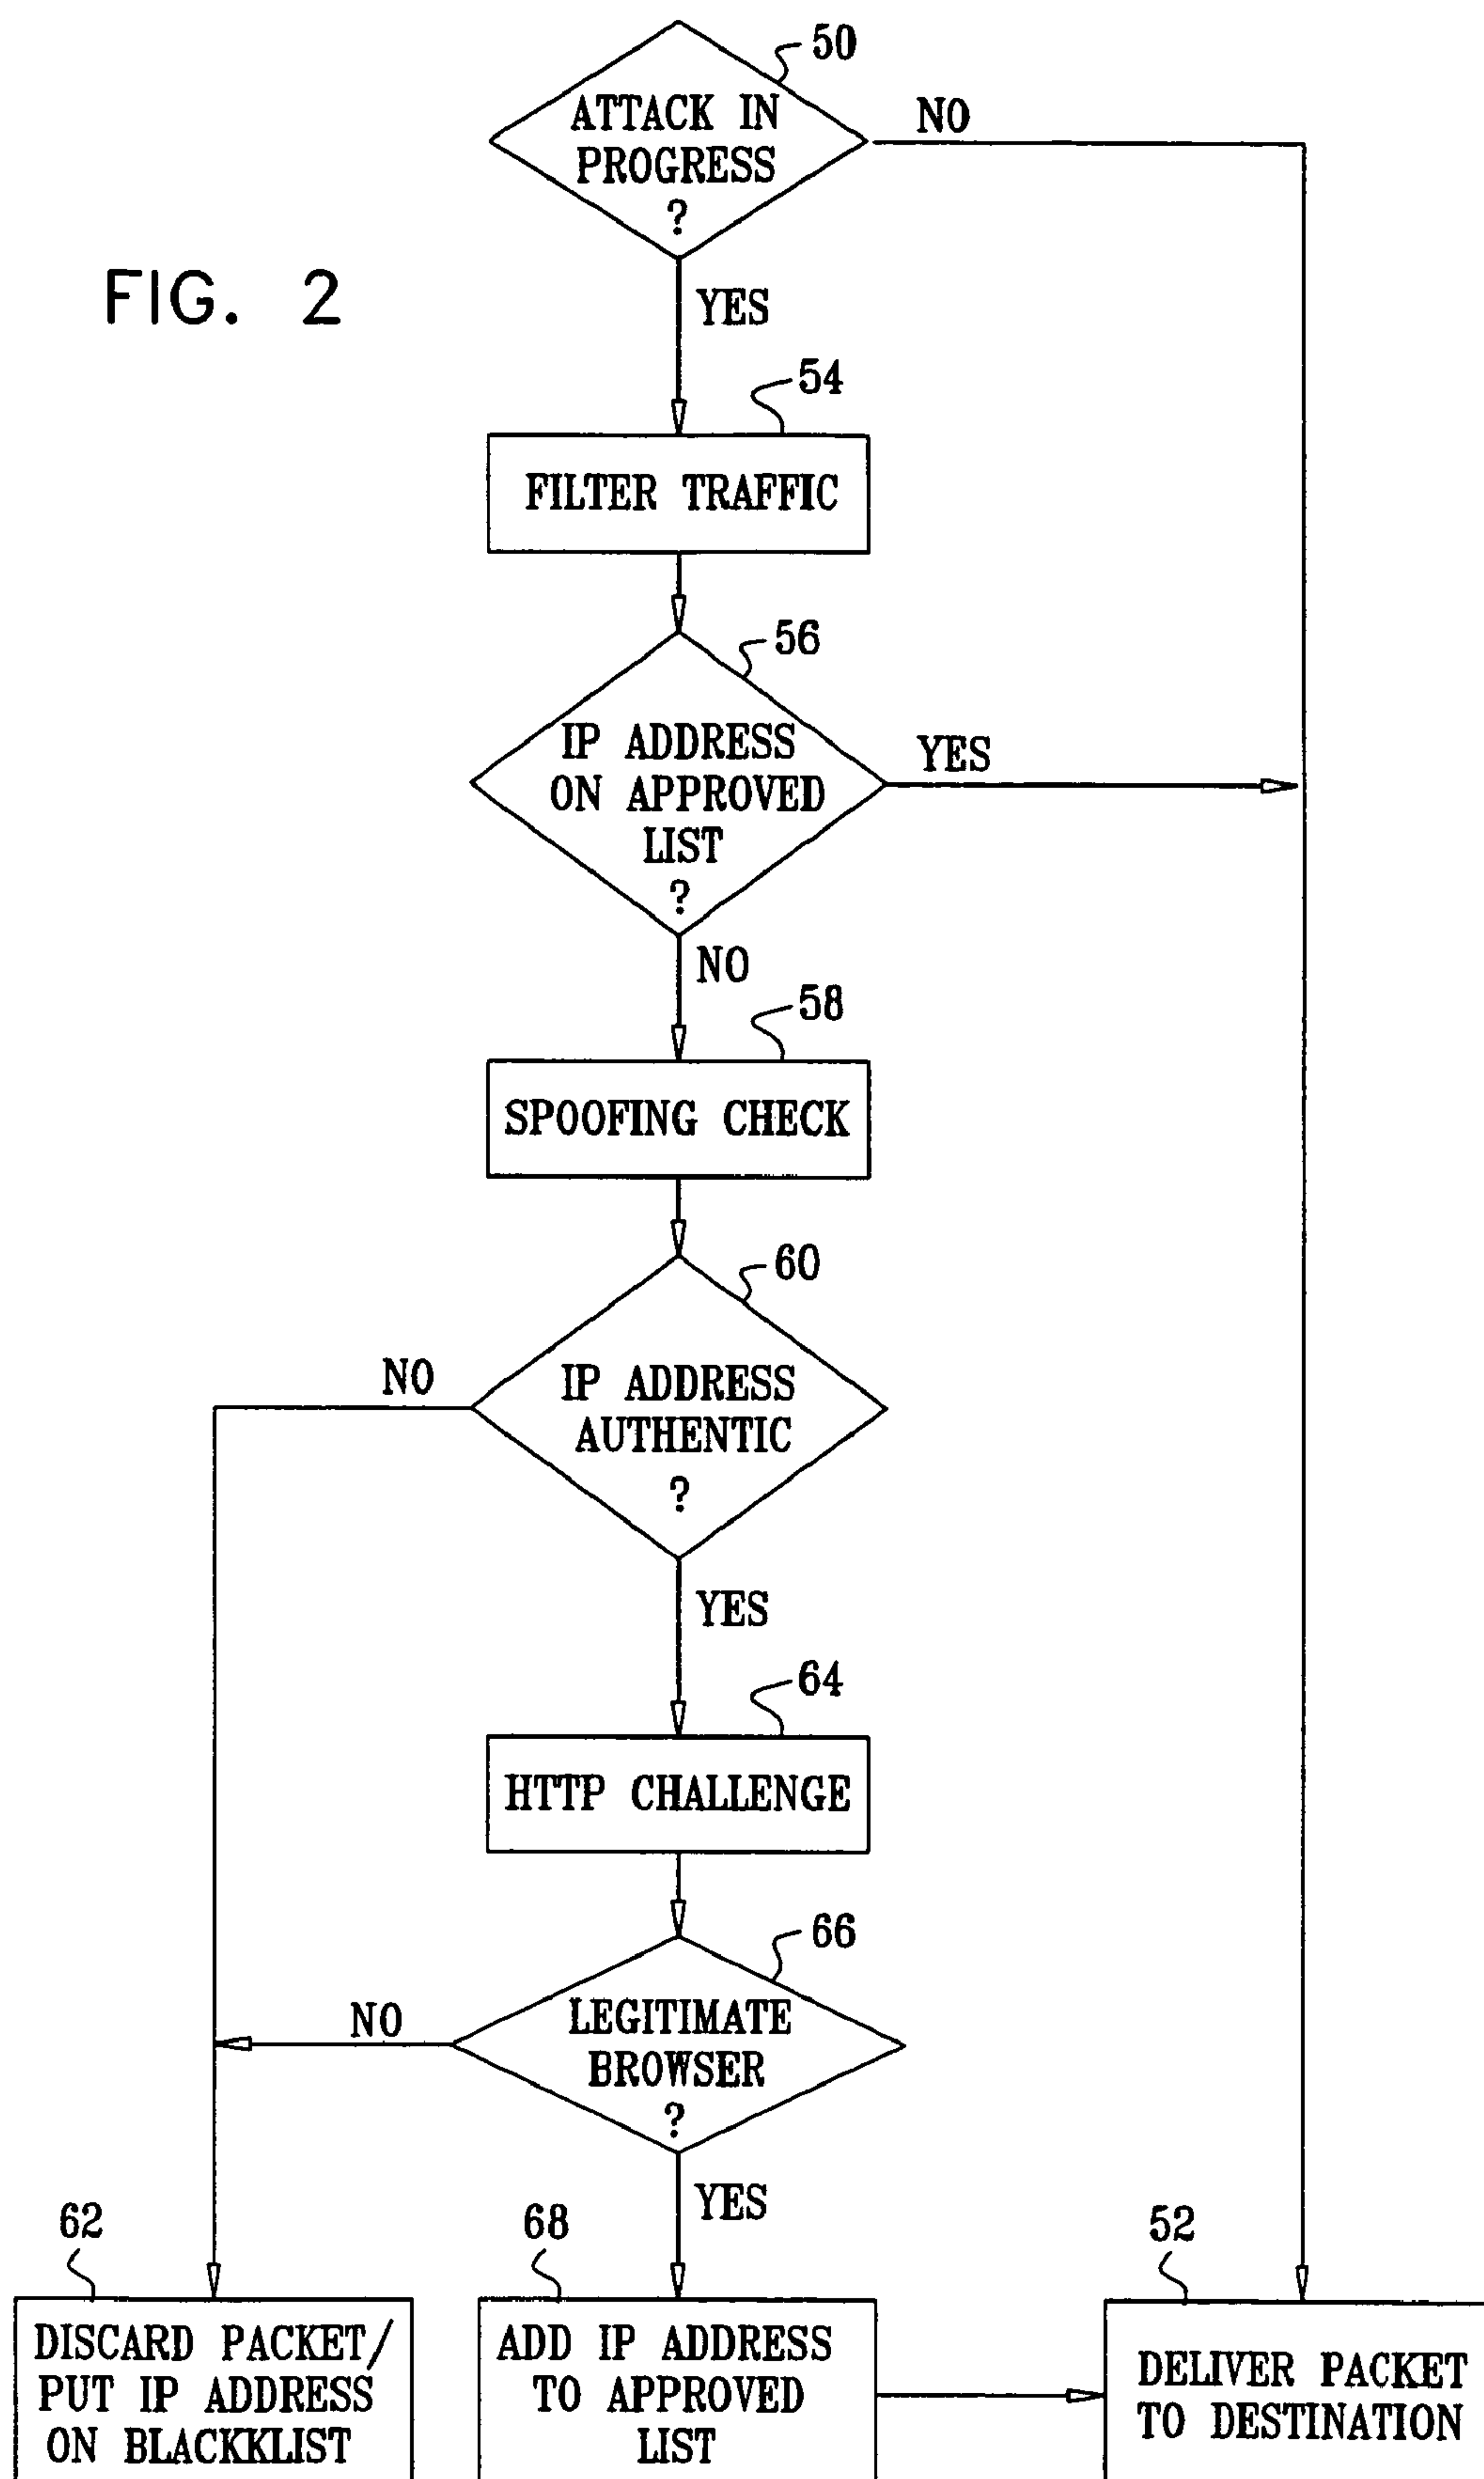 50
ATTACK IN
PROGRESS
?
NO
FIG. 2
YES
54
FILTER TRAFFIC
56
IP ADDRESS
ON APPROVED
LIST
?
YES
NO
58
SPOOFING CHECK
60
IP ADDRESS
AUTHENTIC
?
NO
YES
64
HTTP CHALLENGE
66
LEGITIMATE
BROWSER
?
NO
YES
62
DISCARD PACKET/
PUT IP ADDRESS
ON BLACKKLIST
68
ADD IP ADDRESS
TO APPROVED
LIST
52
DELIVER PACKET
TO DESTINATION